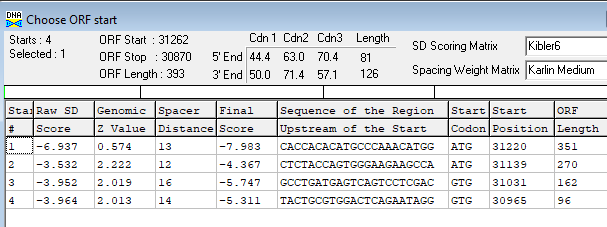 DNA Choose ORF start
Starts : 4 ORF Start : 31262 Cdn 1 Cdn2 Cdn3 Length SD Scoring Matrix Kibler6
Selected : 1 ORF Stop : 30870 5' End 44.4 63.0 70.4 81
ORF Length : 393 3' End 50.0 71.4 57.1 126 Spacing Weight Matrix Karlin Medium
Star Raw SD Genomic Spacer Final Sequence of the Region Start Start ORF
# Score Z Value Distance Score Upstream of the Start Codon Position Length
1 -6.937 0.574 13 -7.983 CACCACACATGCCCAAACATGG ATG 31220 351
2 -3.532 2.222 12 -4.367 CTCTACCAGTGGGAAGAAGCCA ATG 31139 270
3 -3.952 2.019 16 -5.747 GCCTGATGAGTCAGTCCTCGAC GTG 31031 162
4 -3.964 2.013 14 -5.311 TACTGCGTGGACTCAGAATAGG GTG 30965 96